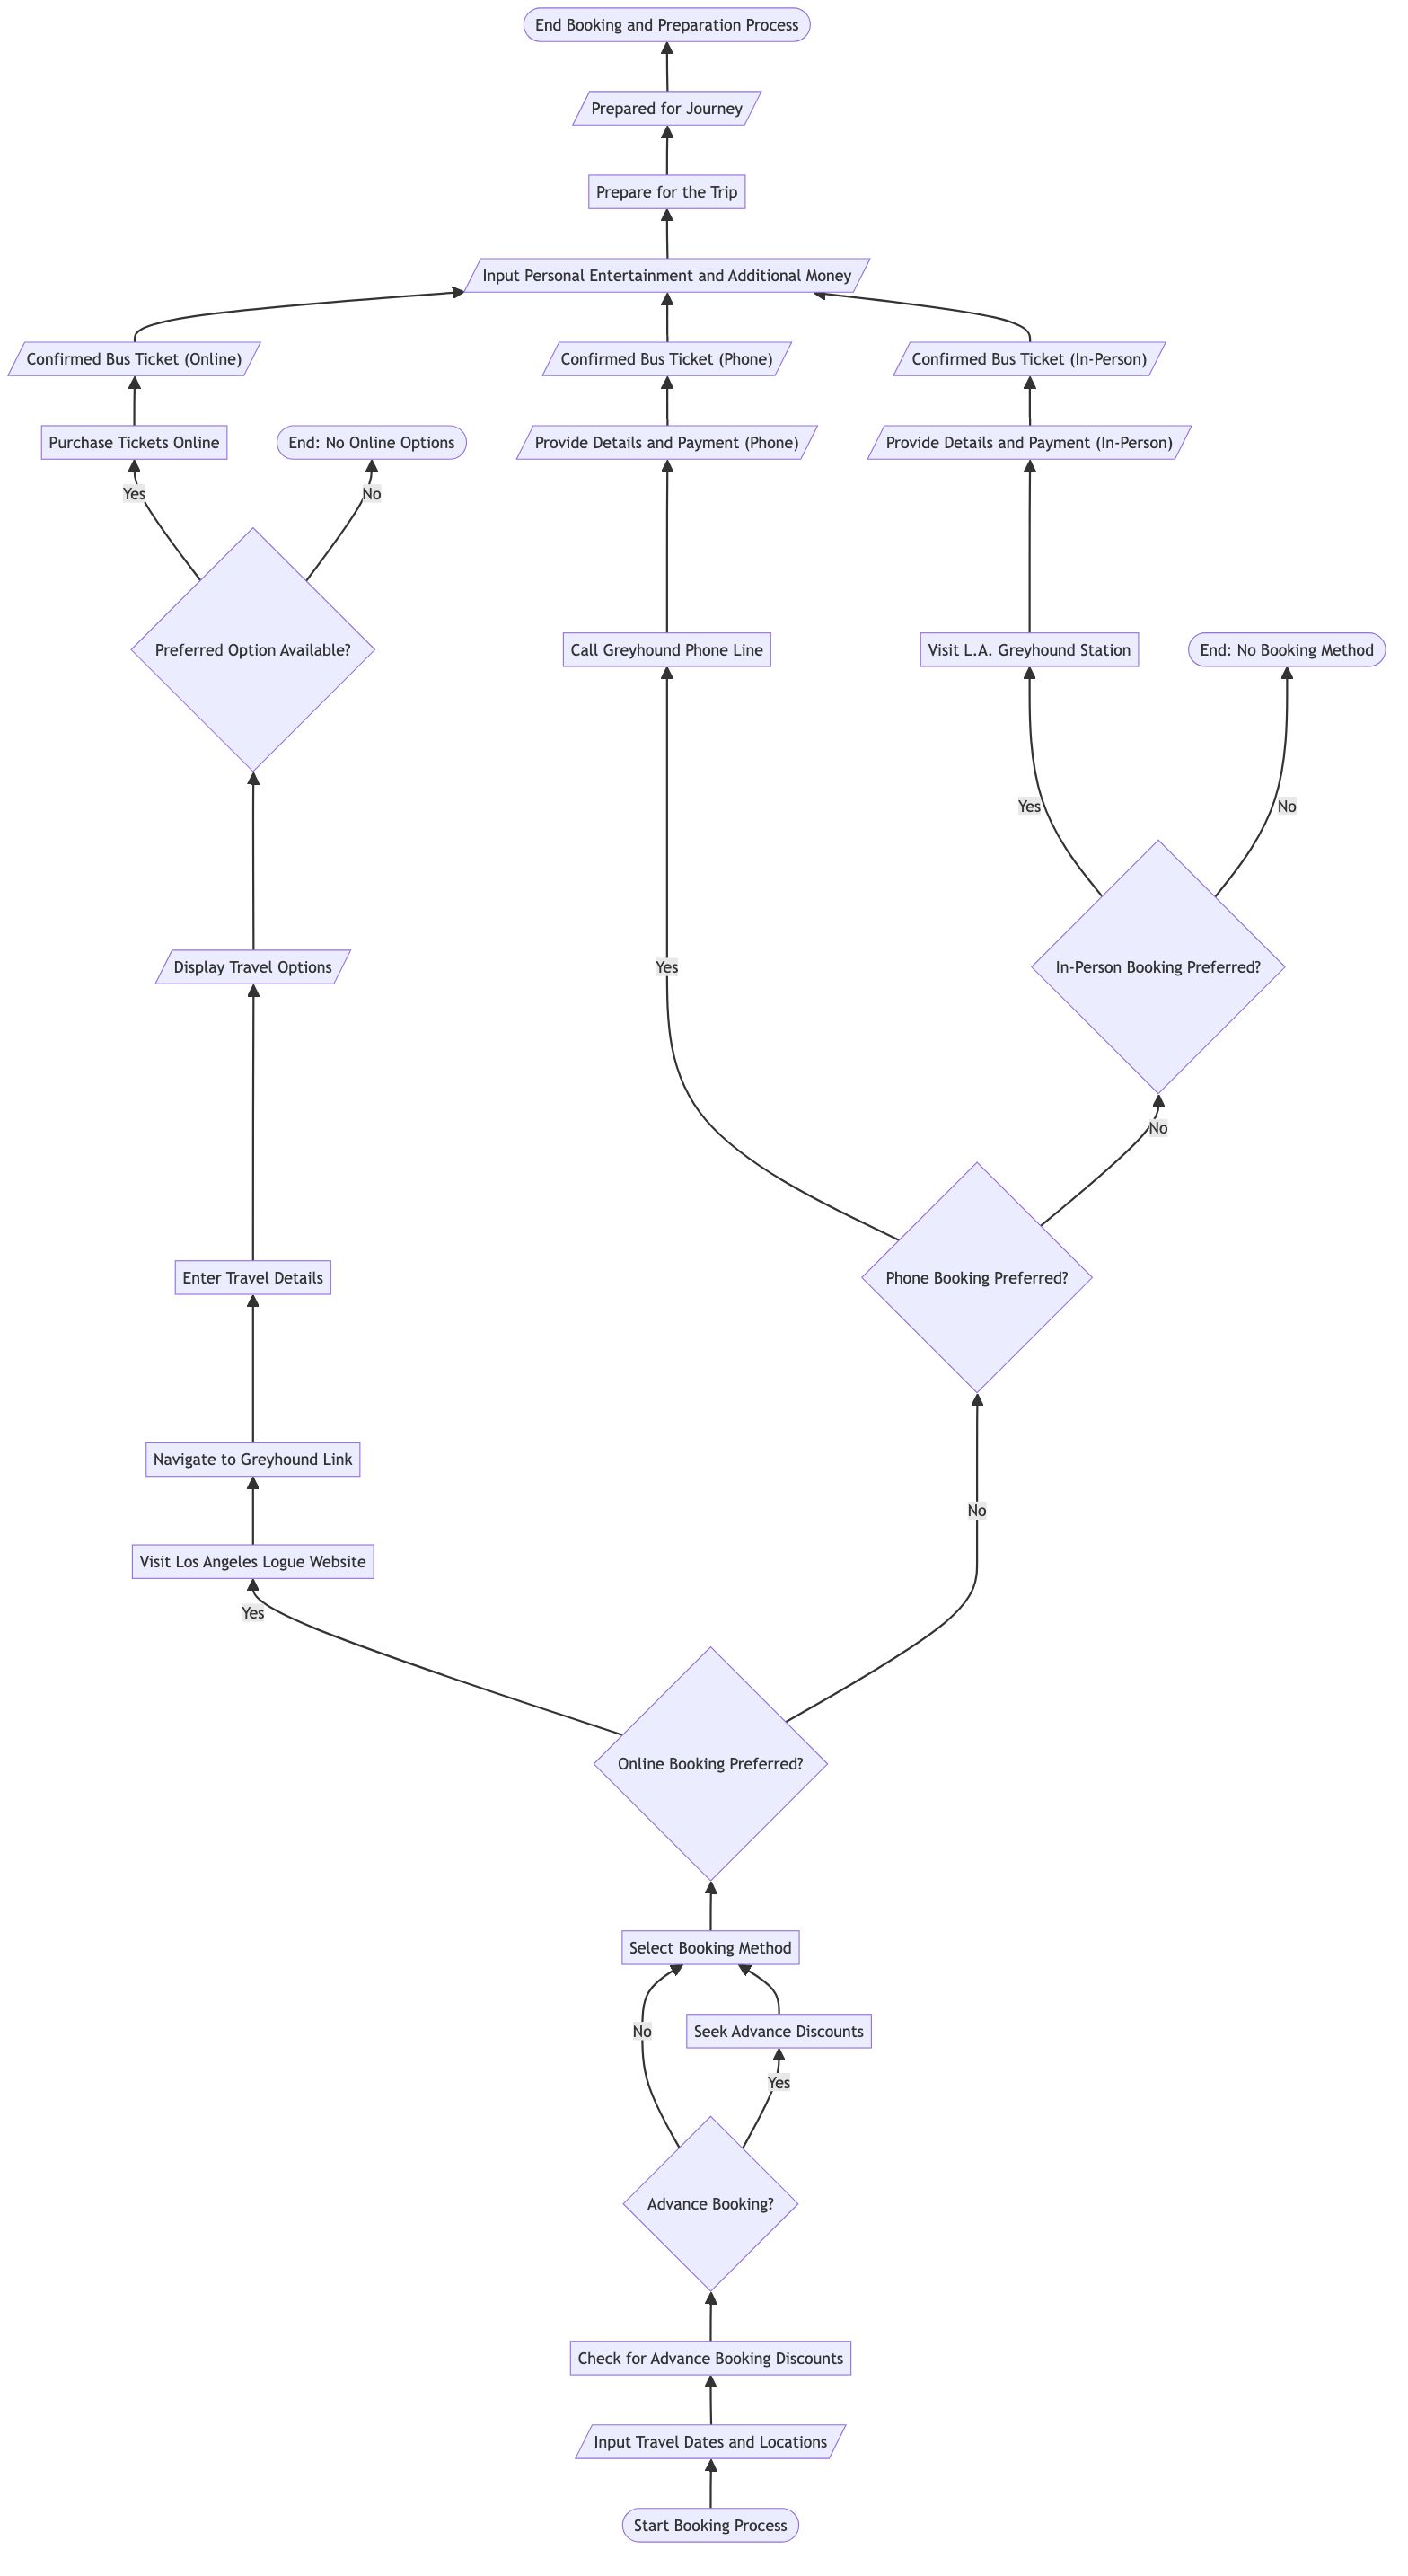 End Booking and Preparation Process
Prepared for Journey
Prepare for the Trip
Input Personal Entertainment and Additional Money
Confirmed Bus Ticket (Online)
Confirmed Bus Ticket (Phone)
Confirmed Bus Ticket (In-Person)
Purchase Tickets Online
End: No Online Options
Provide Details and Payment (Phone)
Provide Details and Payment (In-Person)
Yes
No
Preferred Option Available?
Call Greyhound Phone Line
Visit L.A. Greyhound Station
End: No Booking Method
Yes
No
Display Travel Options
Yes
In-Person Booking Preferred?
No
Enter Travel Details
Phone Booking Preferred?
Navigate to Greyhound Link
No
Visit Los Angeles Logue Website
Yes
Online Booking Preferred?
Select Booking Method
No
Seek Advance Discounts
Yes
Advance Booking?
Check for Advance Booking Discounts
Input Travel Dates and Locations
Start Booking Process